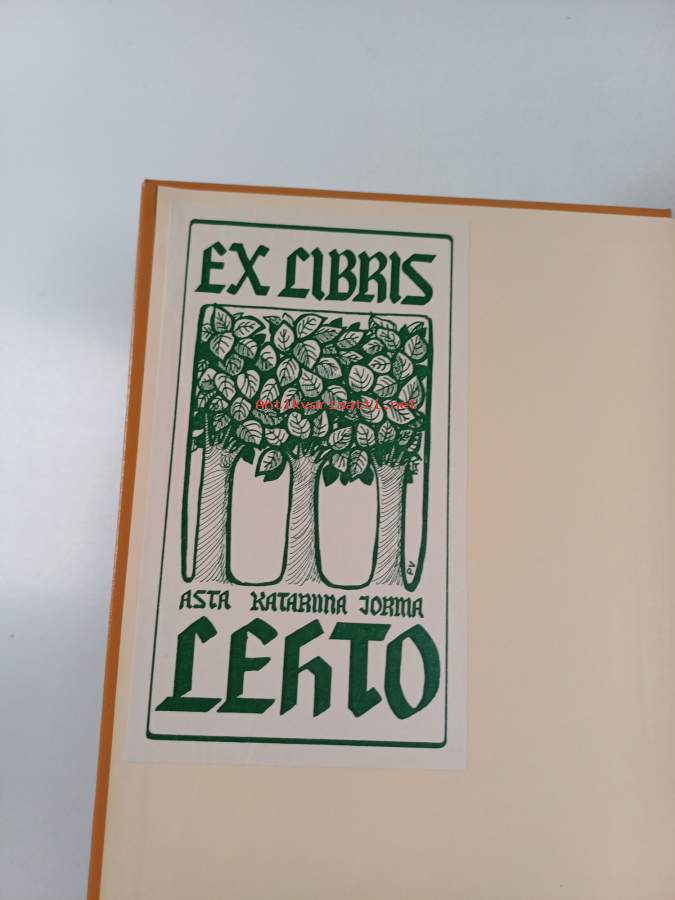 EX LIBRIS
Antikvariaatti.net
PV
ASTA KATARIINA JORMA
LEhTO